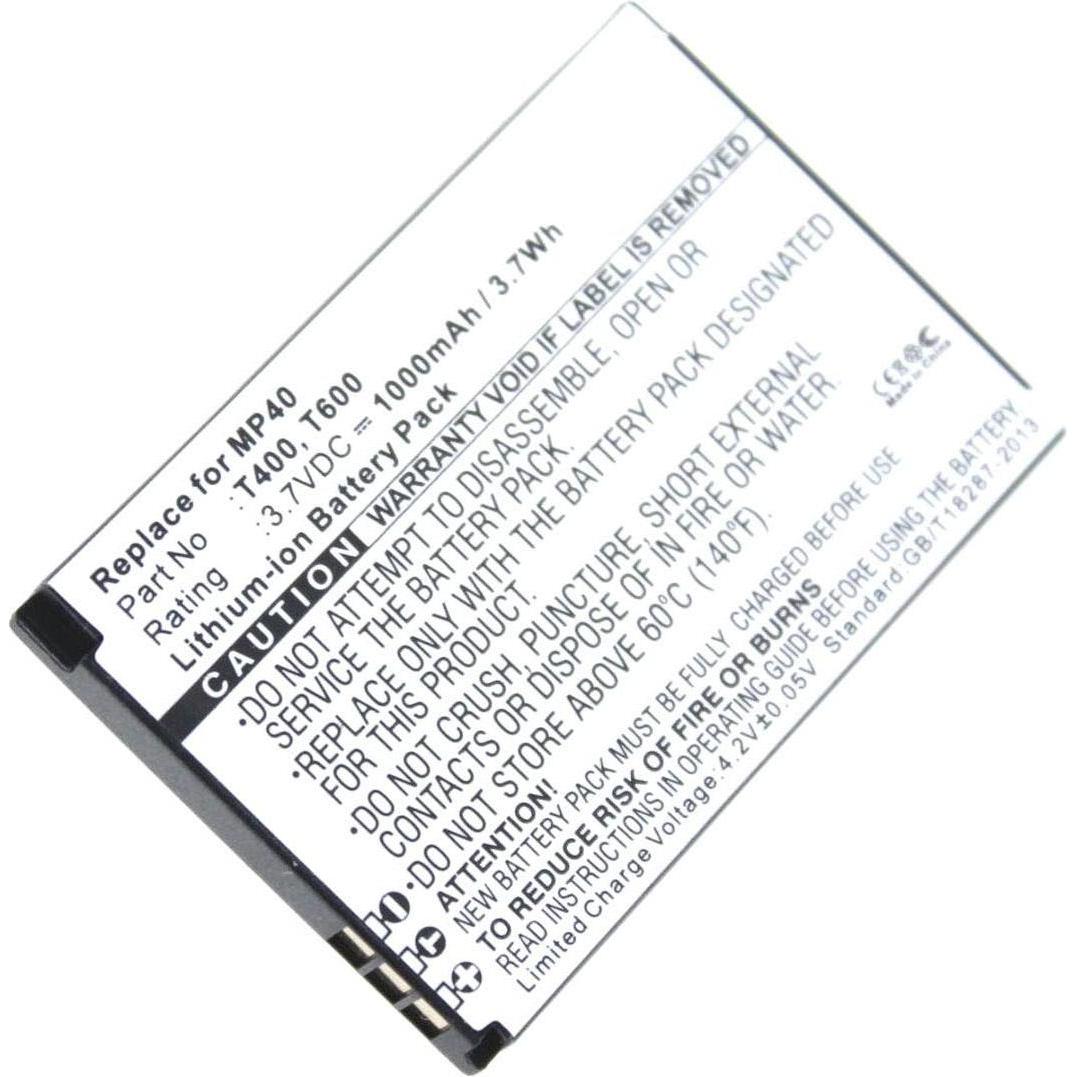 Replace for MP40
Part No : T400, T600
Rating : 3.7VDC ⎓ 1000mAh / 3.7Wh
Lithium-ion Battery Pack
CAUTION WARRANTY VOID IF LABEL IS REMOVED
·DO NOT ATTEMPT TO DISASSEMBLE, OPEN OR
SERVICE THE BATTERY PACK.
·REPLACE ONLY WITH THE BATTERY PACK DESIGNATED
FOR THIS PRODUCT.
·DO NOT CRUSH, PUNCTURE, SHORT EXTERNAL
CONTACTS OR DISPOSE OF IN FIRE OR WATER.
·DO NOT STORE ABOVE 60°C (140°F).
ATTENTION!
NEW BATTERY PACK MUST BE FULLY CHARGED BEFORE USE
TO REDUCE RISK OF FIRE OR BURNS
READ INSTRUCTIONS IN OPERATING GUIDE BEFORE USING THE BATTERY
Limited Charge Voltage:4.2V±0.05V Standard:GB/T18287-2013
CE
Made in China
- C +